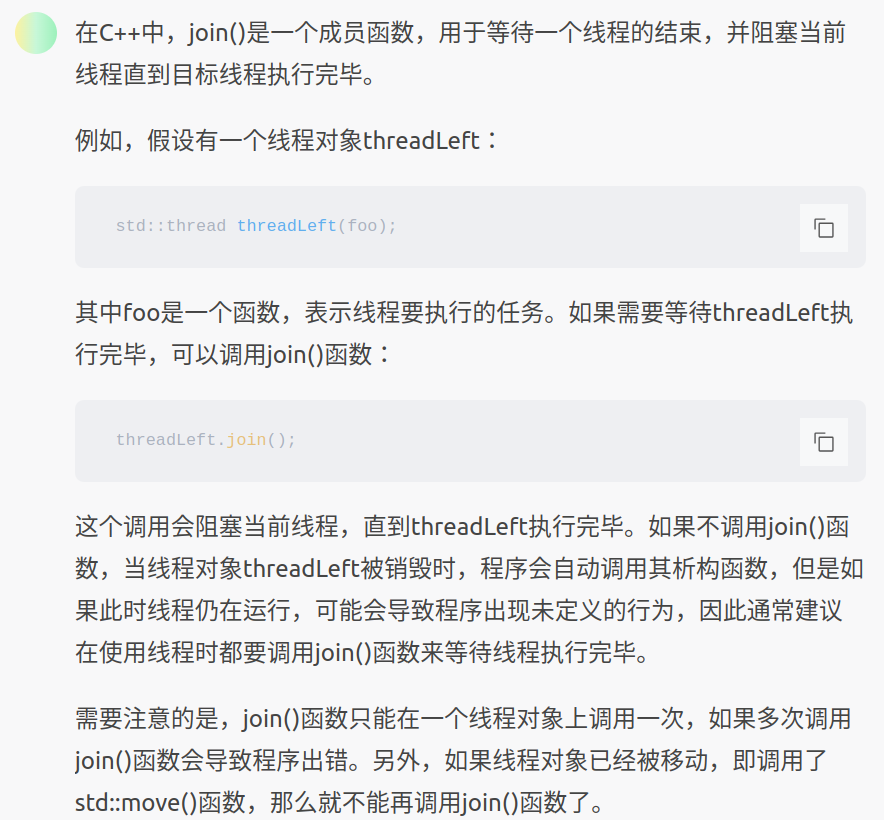 在C++中，join()是一个成员函数，用于等待一个线程的结束，并阻塞当前
线程直到目标线程执行完毕。
例如，假设有一个线程对象threadLeft：
std::thread threadLeft(foo);
其中foo是一个函数，表示线程要执行的任务。如果需要等待threadLeft执
行完毕，可以调用join()函数：
threadLeft.join();
这个调用会阻塞当前线程，直到threadLeft执行完毕。如果不调用join()函
数，当线程对象threadLeft被销毁时，程序会自动调用其析构函数，但是如
果此时线程仍在运行，可能会导致程序出现未定义的行为，因此通常建议
在使用线程时都要调用join()函数来等待线程执行完毕。
需要注意的是，join()函数只能在一个线程对象上调用一次，如果多次调用
join()函数会导致程序出错。另外，如果线程对象已经被移动，即调用了
std::move()函数，那么就不能再调用join()函数了。